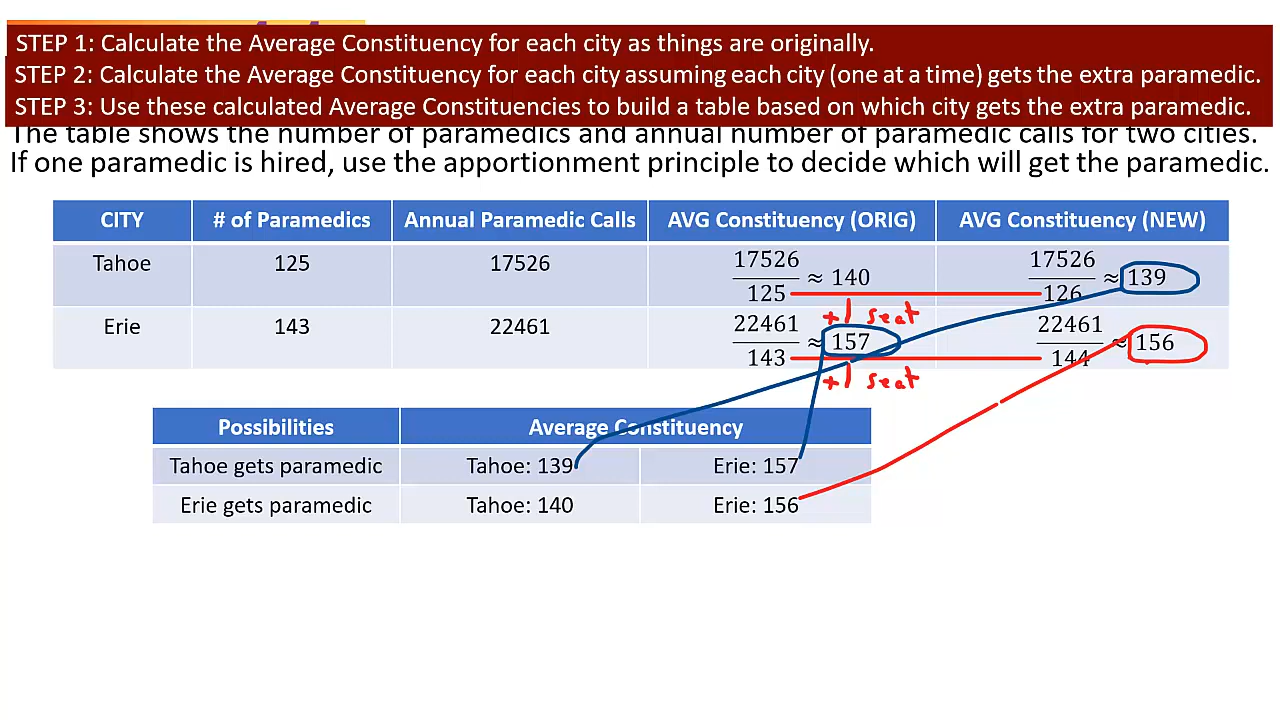 STEP 1: Calculate the Average Constituency for each city as things are originally.
STEP 2: Calculate the Average Constituency for each city assuming each city (one at a time) gets the extra paramedic.
STEP 3: Use these calculated Average Constituencies to build a table based on which city gets the extra paramedic.
The table shows the number of paramedics and annual number of paramedic calls for two cities.
If one paramedic is hired, use the apportionment principle to decide which will get the paramedic.
CITY # of Paramedics Annual Paramedic Calls AVG Constituency (ORIG) AVG Constituency (NEW)
Tahoe 125 17526 17526/125 ≈ 140 17526/126 ≈ 139
+1 seat
Erie 143 22461 22461/143 ≈ 157 22461/144 ≈ 156
+1 seat
Possibilities Average Constituency
Tahoe gets paramedic Tahoe: 139 Erie: 157
Erie gets paramedic Tahoe: 140 Erie: 156